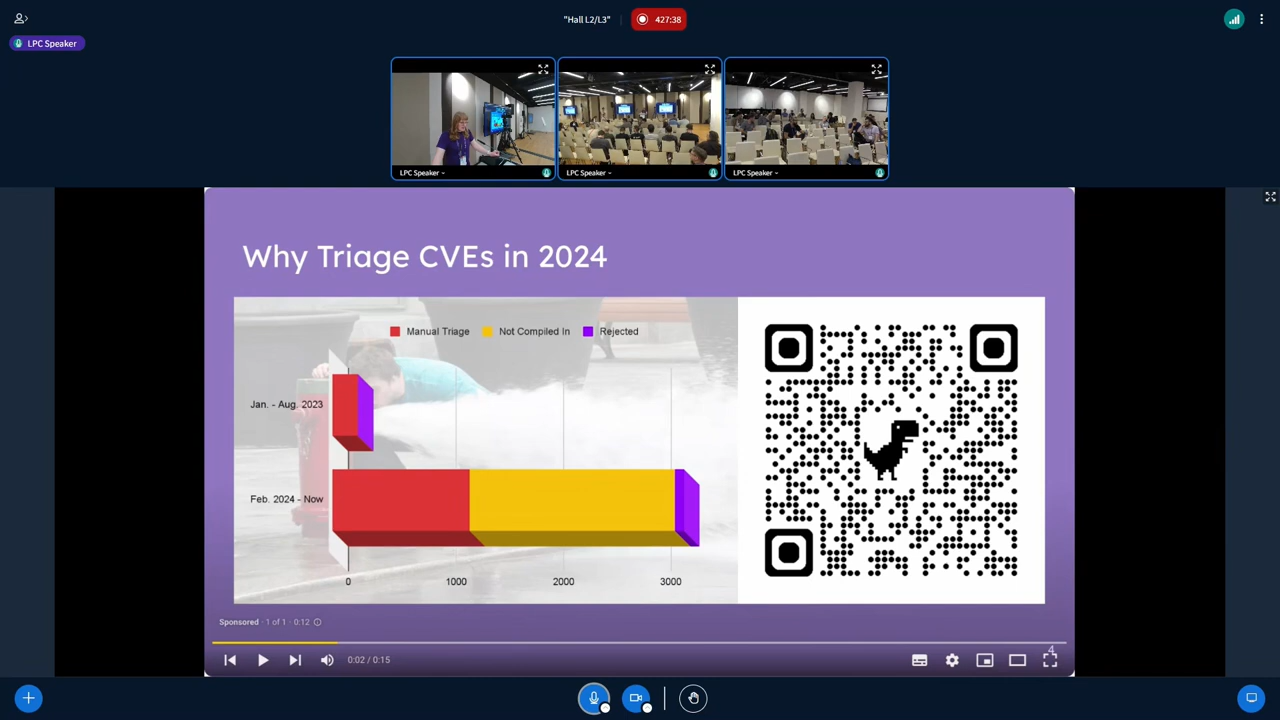 "Hall L2/L3"
427:38
LPC Speaker
LPC Speaker
LPC Speaker
LPC Speaker
Why Triage CVEs in 2024
Manual Triage
Not Compiled In
Rejected
Jan. - Aug. 2023
Feb. 2024 - Now
0
1000
2000
3000
Sponsored · 1 of 1 · 0:12
4
0:02 / 0:15